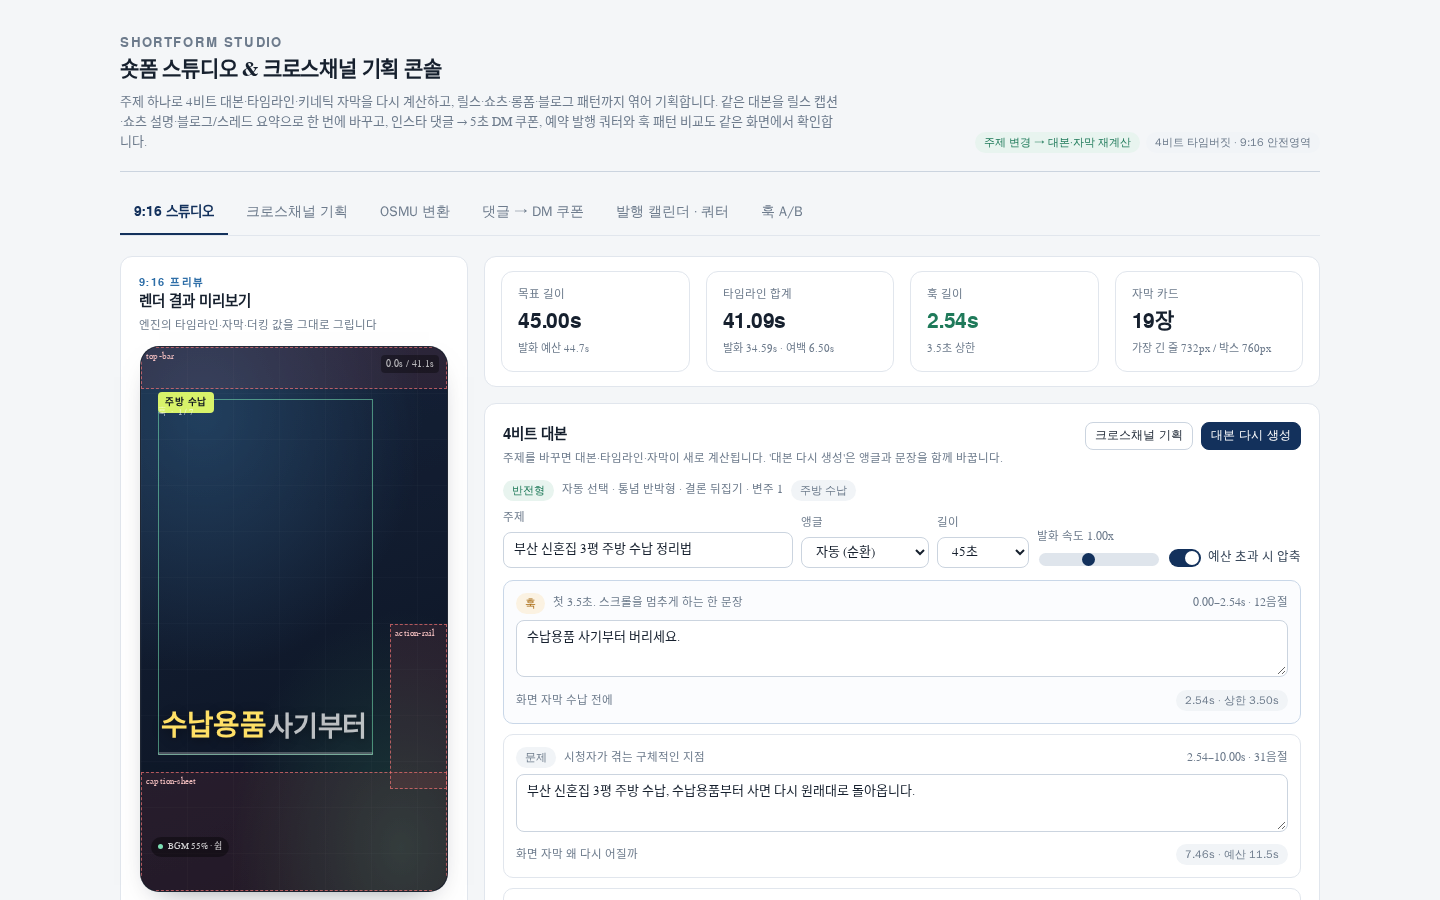 SHORTFORM STUDIO
숏폼 스튜디오 & 크로스채널 기획 콘솔
주제 하나로 4비트 대본·타임라인·키네틱 자막을 다시 계산하고, 릴스·쇼츠·롱폼·블로그 패턴까지 엮어 기획합니다. 같은 대본을 릴스 캡션
·쇼츠 설명·블로그/스레드 요약으로 한 번에 바꾸고, 인스타 댓글 → 5초 DM 쿠폰, 예약 발행 쿼터와 훅 패턴 비교도 같은 화면에서 확인합
니다.
주제 변경 → 대본·자막 재계산
4비트 타임버짓 · 9:16 안전영역
9:16 스튜디오
크로스채널 기획
OSMU 변환
댓글 → DM 쿠폰
발행 캘린더 · 쿼터
훅 A/B
9:16 프리뷰
렌더 결과 미리보기
엔진의 타임라인·자막·더킹 값을 그대로 그립니다
top-bar
0.0s / 41.1s
주방 수납
action-rail
수납용품 사기부터
caption-sheet
BGM 55% · 쉼
목표 길이
45.00s
발화 예산 44.7s
타임라인 합계
41.09s
발화 34.59s · 여백 6.50s
훅 길이
2.54s
3.5초 상한
자막 카드
19장
가장 긴 줄 732px / 박스 760px
4비트 대본
크로스채널 기획
대본 다시 생성
주제를 바꾸면 대본·타임라인·자막이 새로 계산됩니다. '대본 다시 생성'은 앵글과 문장을 함께 바꿉니다.
반전형
자동 선택 · 통념 반박형 · 결론 뒤집기 · 변주 1
주방 수납
주제
부산 신혼집 3평 주방 수납 정리법
앵글
자동 (순환)
길이
45초
발화 속도 1.00x
예산 초과 시 압축
훅
첫 3.5초. 스크롤을 멈추게 하는 한 문장
0.00–2.54s · 12음절
수납용품 사기부터 버리세요.
화면 자막 수납 전에
2.54s · 상한 3.50s
문제
시청자가 겪는 구체적인 지점
2.54–10.00s · 31음절
부산 신혼집 3평 주방 수납, 수납용품부터 사면 다시 원래대로 돌아옵니다.
화면 자막 왜 다시 어질까
7.46s · 예산 11.5s